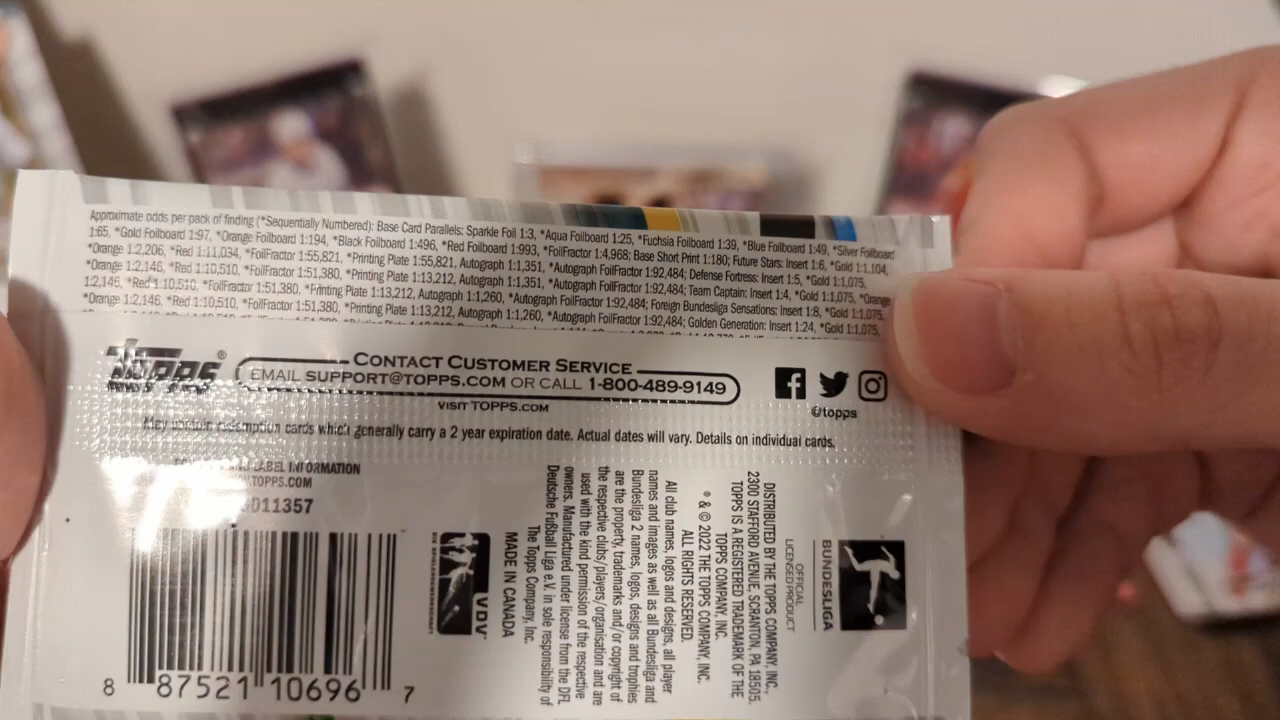 Approximate odds per pack of finding (*Sequentially Numbered): Base Card Parallels: Sparkle Foil 1:3, *Aqua Foilboard 1:25, *Fuchsia Foilboard 1:39, *Blue Foilboard 1:49, *Silver Foilboard
1:65, *Gold Foilboard 1:97, *Orange Foilboard 1:194, *Black Foilboard 1:496, *Red Foilboard 1:993, *FoilFractor 1:4,968; Base Short Print 1:180; Future Stars: Insert 1:6, *Gold 1:1,104,
*Orange 1:2,206, *Red 1:11,034, *FoilFractor 1:55,821, *Printing Plate 1:55,821, Autograph 1:1,351, *Autograph FoilFractor 1:92,484; Defense Fortress: Insert 1:5, *Gold 1:1,075,
*Orange 1:2,146, *Red 1:10,510, *FoilFractor 1:51,380, *Printing Plate 1:13,212, Autograph 1:1,351, *Autograph FoilFractor 1:92,484; Team Captain: Insert 1:4, *Gold 1:1,075, *Orange
1:2,146, *Red 1:10,510, *FoilFractor 1:51,380, *Printing Plate 1:13,212, Autograph 1:1,260, *Autograph FoilFractor 1:92,484; Foreign Bundesliga Sensations: Insert 1:8, *Gold 1:1,075,
*Orange 1:2,146, *Red 1:10,510, *FoilFractor 1:51,380, *Printing Plate 1:13,212, Autograph 1:1,260, *Autograph FoilFractor 1:92,484; Golden Generation: Insert 1:24, *Gold 1:1,075,
Topps®
CONTACT CUSTOMER SERVICE
EMAIL SUPPORT@TOPPS.COM OR CALL 1-800-489-9149
VISIT TOPPS.COM
@topps
May contain redemption cards which generally carry a 2 year expiration date. Actual dates will vary. Details on individual cards.
LABEL INFORMATION
TOPPS.COM
011357
8 87521 10696 7
VDV
DIE SPIELERGEWERKSCHAFT
BUNDESLIGA
OFFICIAL
LICENSED PRODUCT
DISTRIBUTED BY THE TOPPS COMPANY, INC.,
2300 STAFFORD AVENUE, SCRANTON, PA 18505.
TOPPS IS A REGISTERED TRADEMARK OF THE
TOPPS COMPANY, INC.
® & © 2022 THE TOPPS COMPANY, INC.
ALL RIGHTS RESERVED.
All club names, logos and designs, all player
names and images as well as all Bundesliga and
Bundesliga 2 names, logos, designs and trophies
are the property, trademarks and/or copyright of
the respective clubs/players/organisation and are
used with the kind permission of the respective
owners. Manufactured under license from the DFL
Deutsche Fußball Liga e.V. in sole responsibility of
The Topps Company, Inc.
MADE IN CANADA